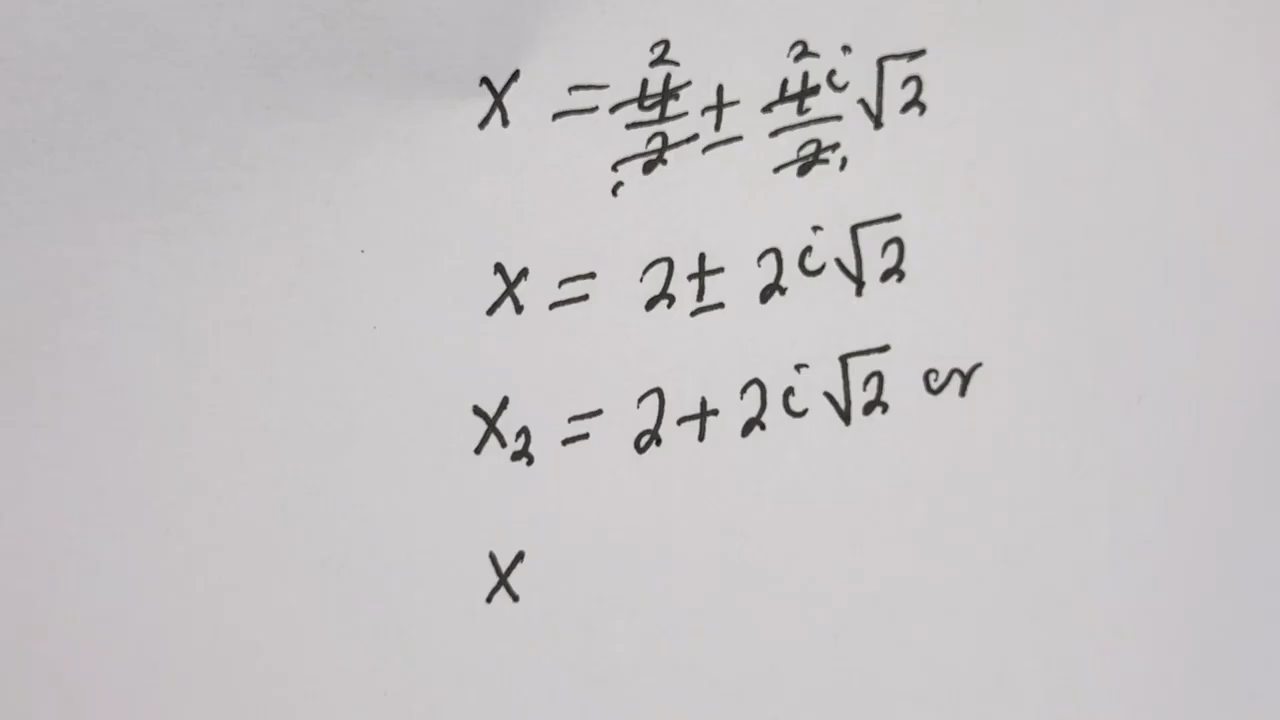 x = 4/2 ± 4i/2 √2
x = 2 ± 2i√2
x₂ = 2 + 2i√2 or
x